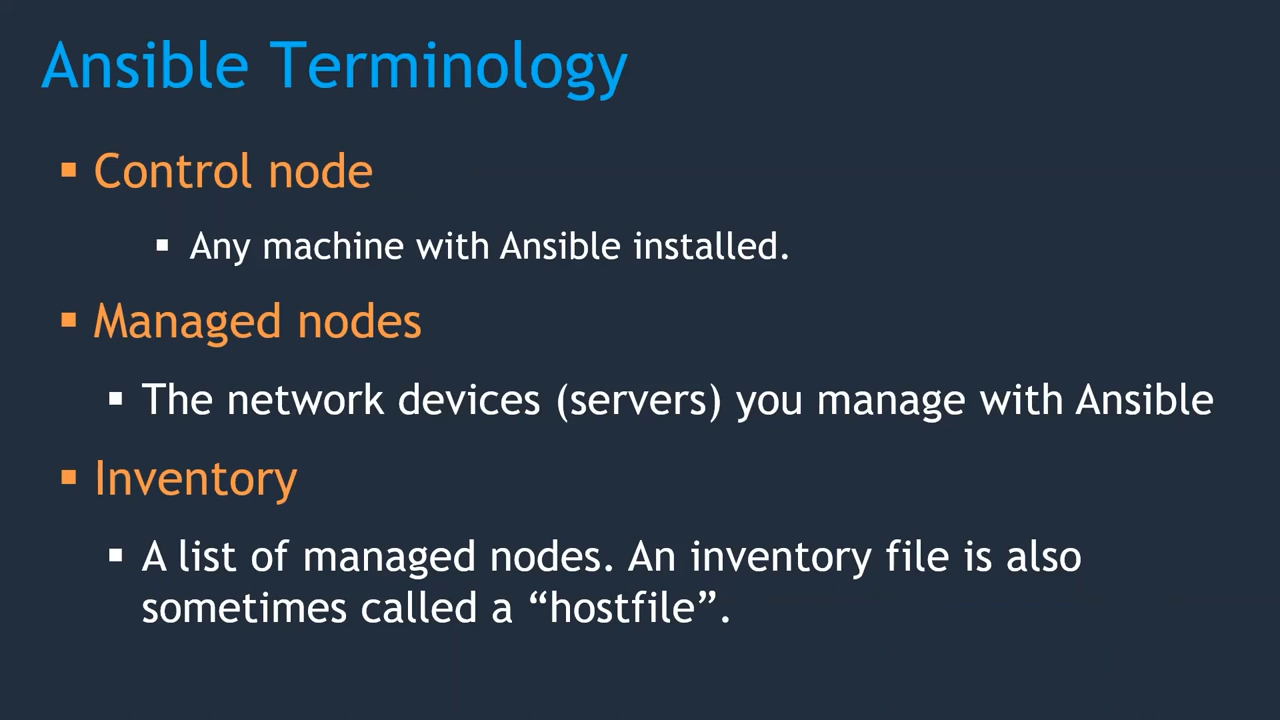 Ansible Terminology
▪ Control node
▪ Any machine with Ansible installed.
▪ Managed nodes
▪ The network devices (servers) you manage with Ansible
▪ Inventory
▪ A list of managed nodes. An inventory file is also
sometimes called a “hostfile”.